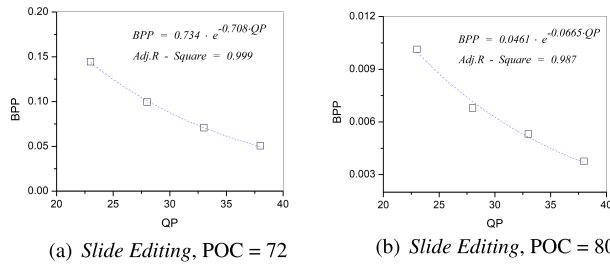 0.20
0.15
0.10
0.05
0.00
BPP
BPP = 0.734 · e^-0.708·QP
Adj.R - Square = 0.999
20 25 30 35 40
QP
(a) Slide Editing, POC = 72
0.012
0.009
0.006
0.003
BPP
BPP = 0.0461 · e^-0.0665·QP
Adj.R - Square = 0.987
20 25 30 35 40
QP
(b) Slide Editing, POC = 80